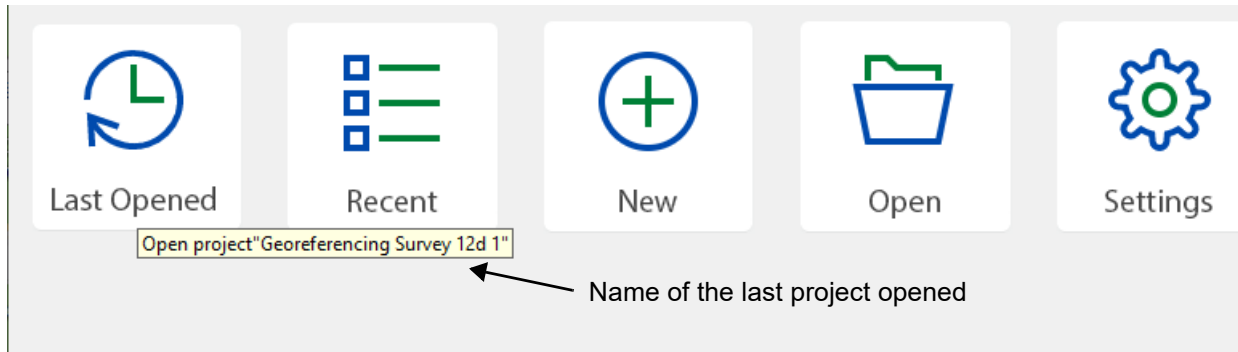 Last Opened
Recent
New
Open
Settings
Open project"Georeferencing Survey 12d 1"
Name of the last project opened